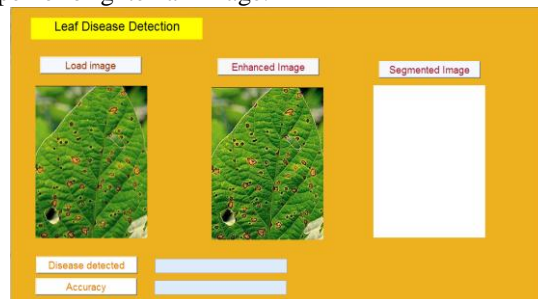 Leaf Disease Detection
Load image
Enhanced Image
Segmented Image
Disease detected
Accuracy